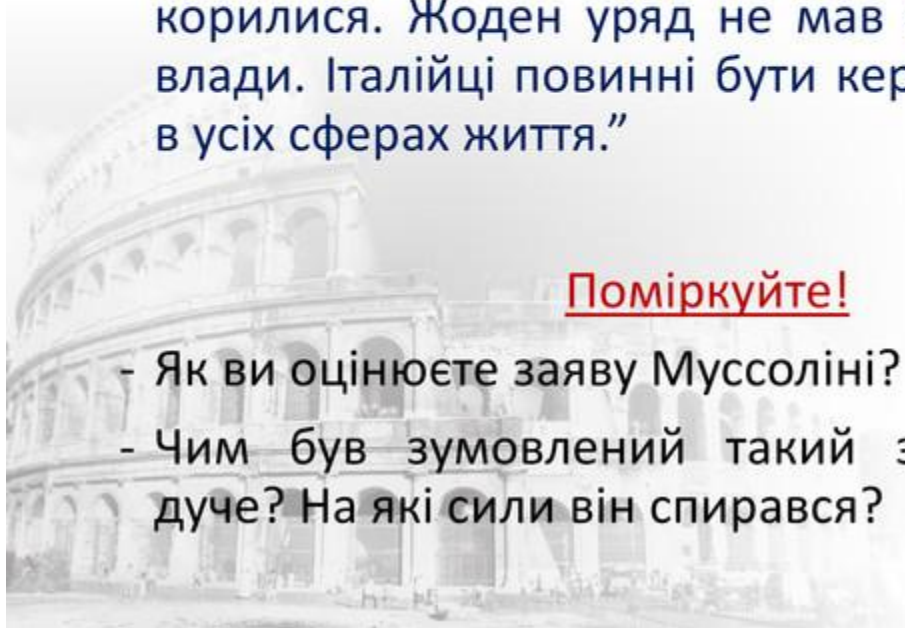 корилися. Жоден уряд не мав
влади. Італійці повинні бути
в усіх сферах життя.”
Поміркуйте!
- Як ви оцінюєте заяву Муссоліні?
- Чим був зумовлений такий
дуче? На які сили він спирався?